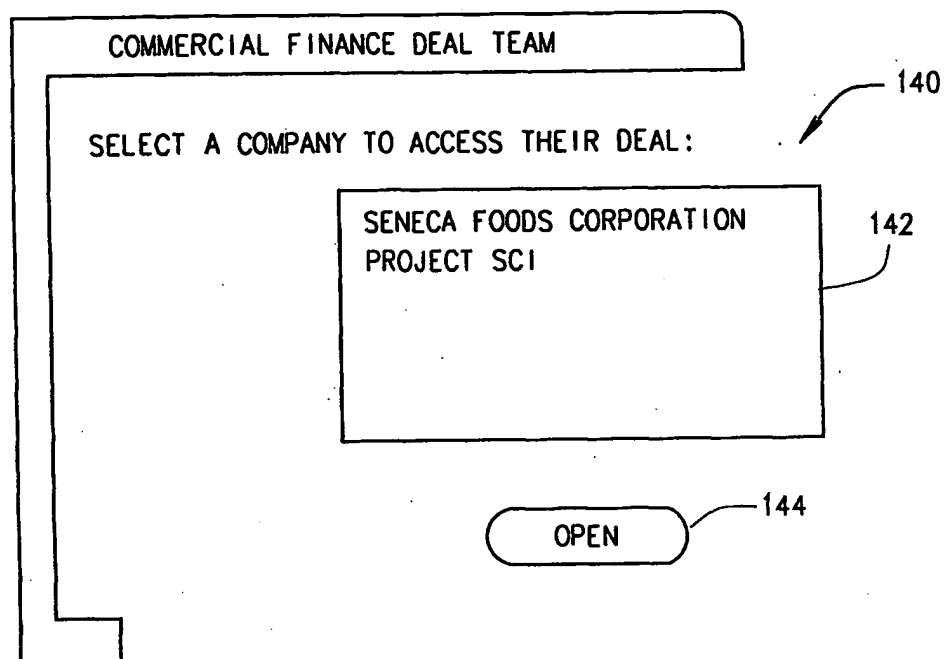 COMMERCIAL FINANCE DEAL TEAM
140
SELECT A COMPANY TO ACCESS THEIR DEAL:
SENECA FOODS CORPORATION
142
PROJECT SCI
144
OPEN